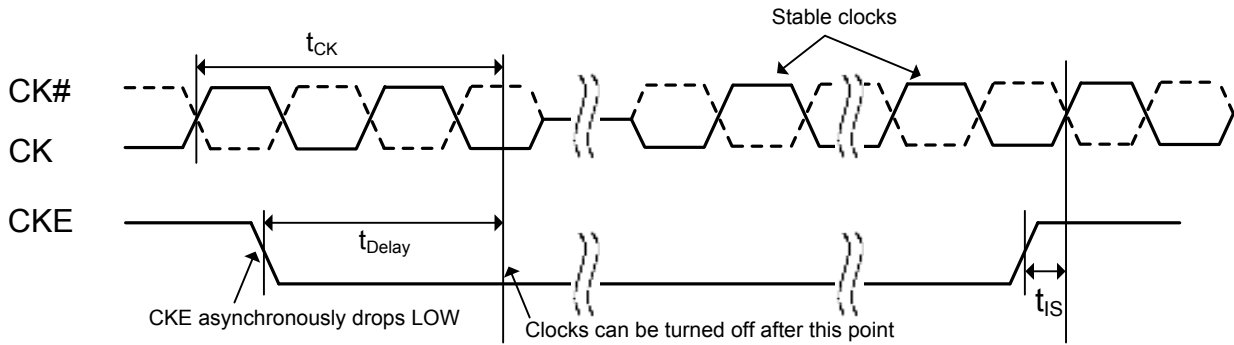 Stable clocks
tCK
CK#
CK
CKE
tDelay
tIS
CKE asynchronously drops LOW
Clocks can be turned off after this point